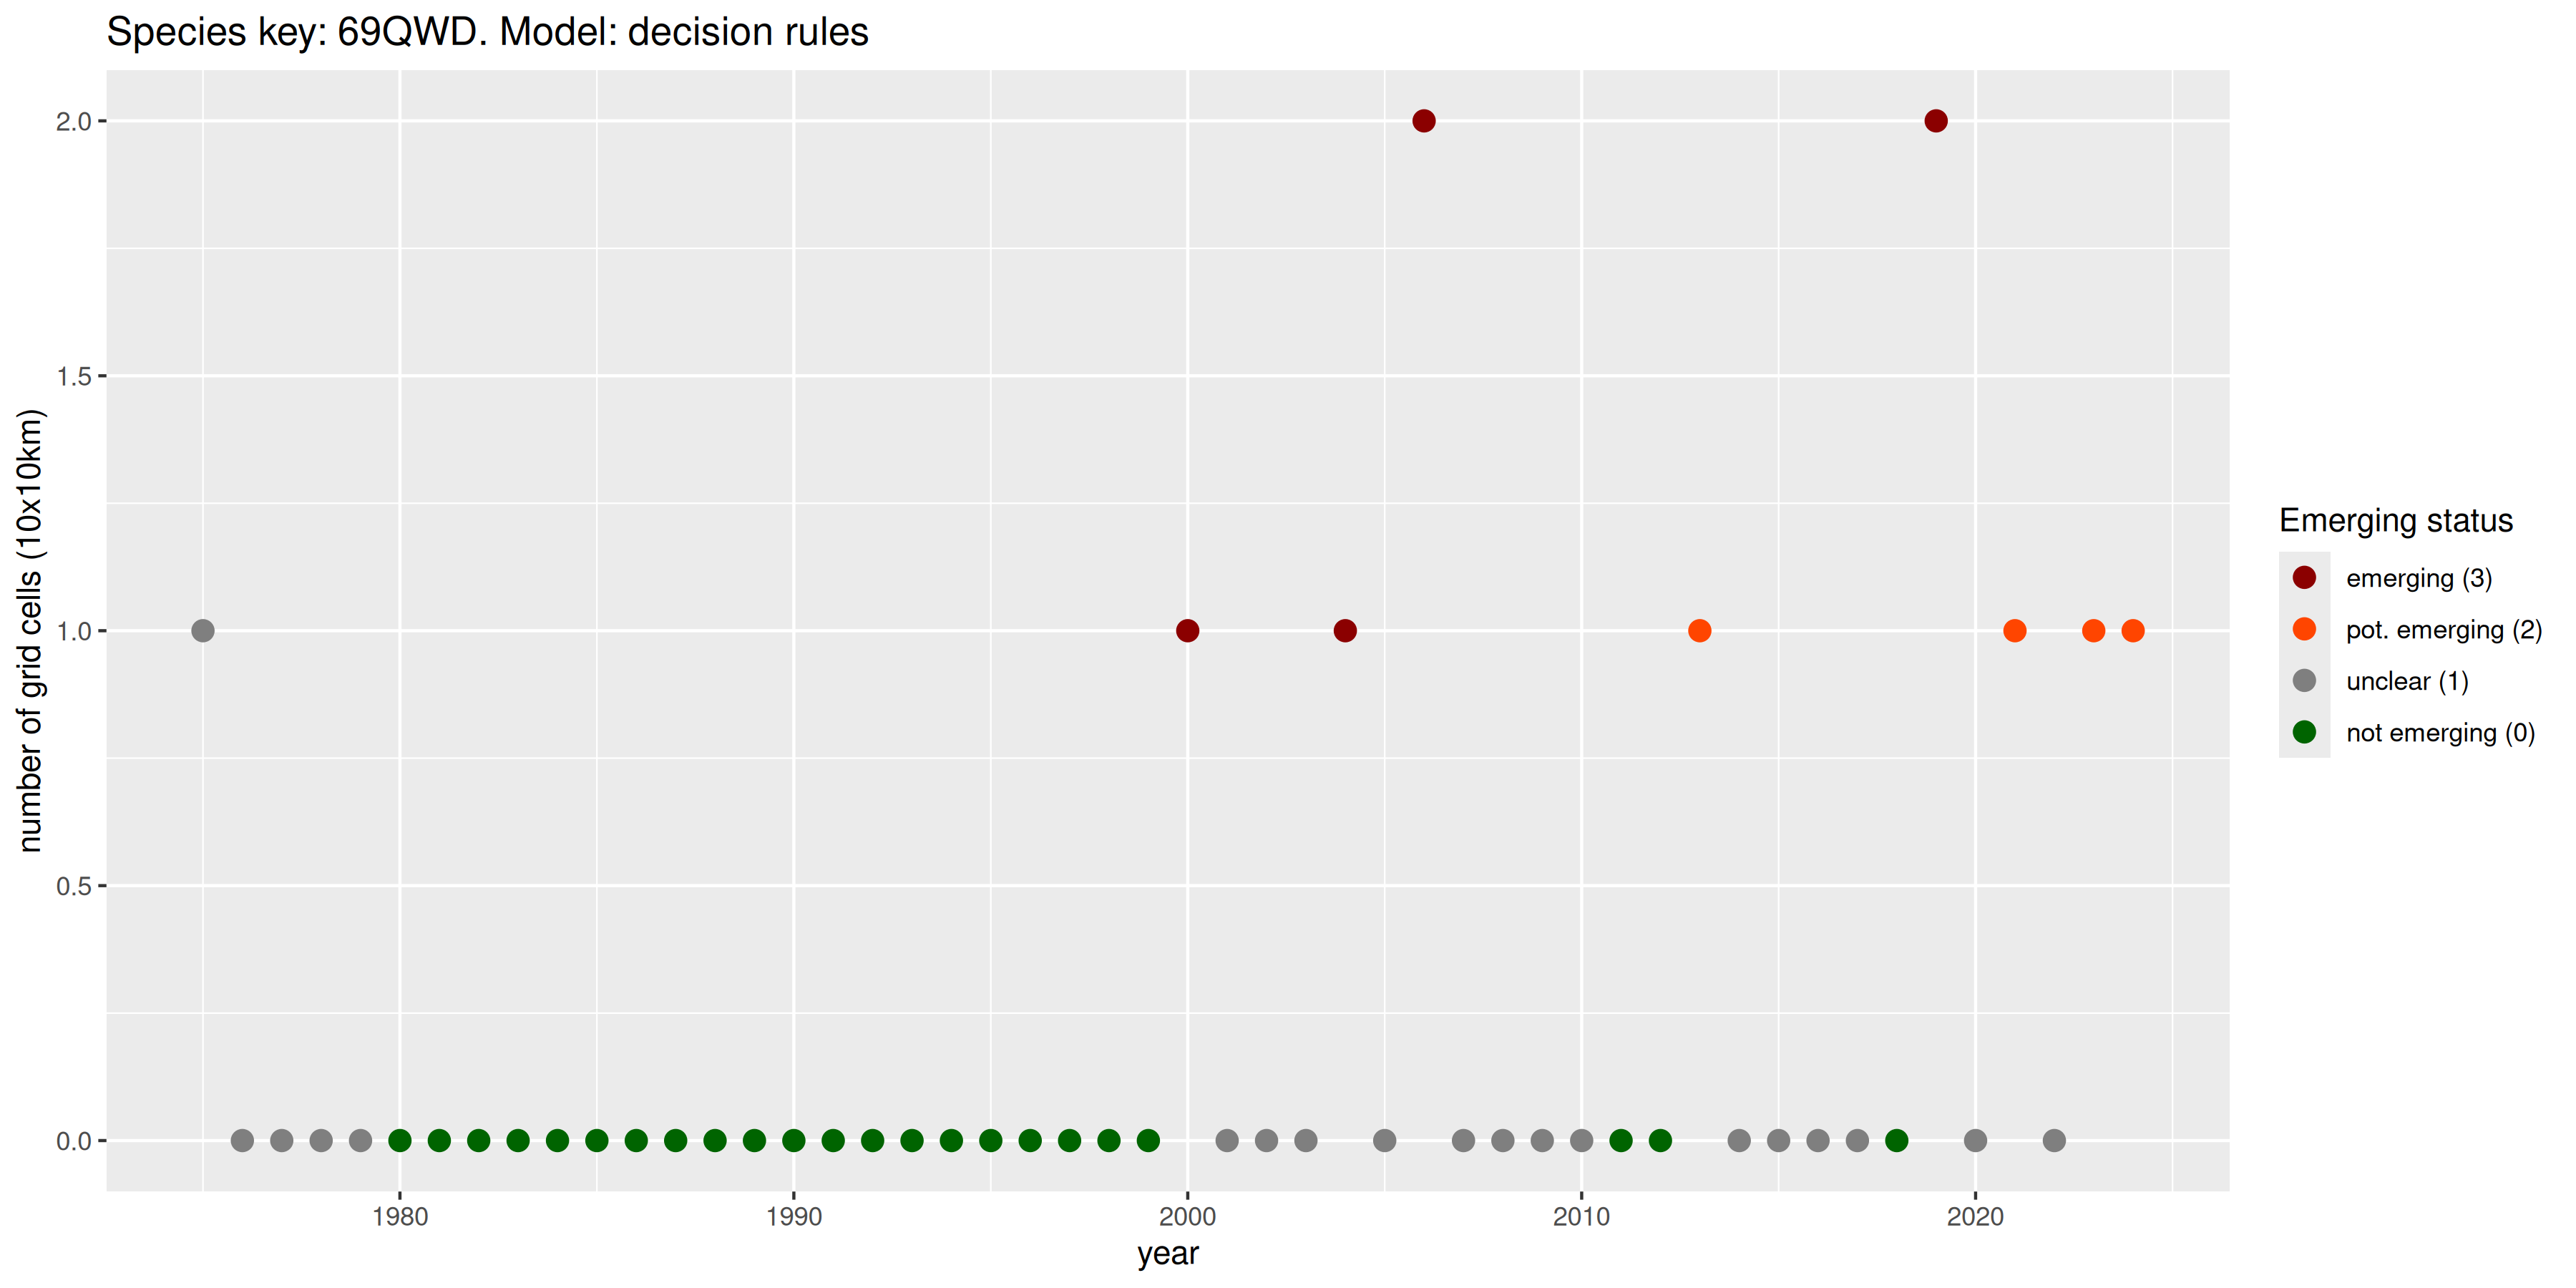 Species key: 69QWD. Model: decision rules
2.0
1.5
1.0
0.5
0.0
number of grid cells (10x10km)
1980
1990
2000
2010
2020
year
Emerging status
emerging (3)
pot. emerging (2)
unclear (1)
not emerging (0)